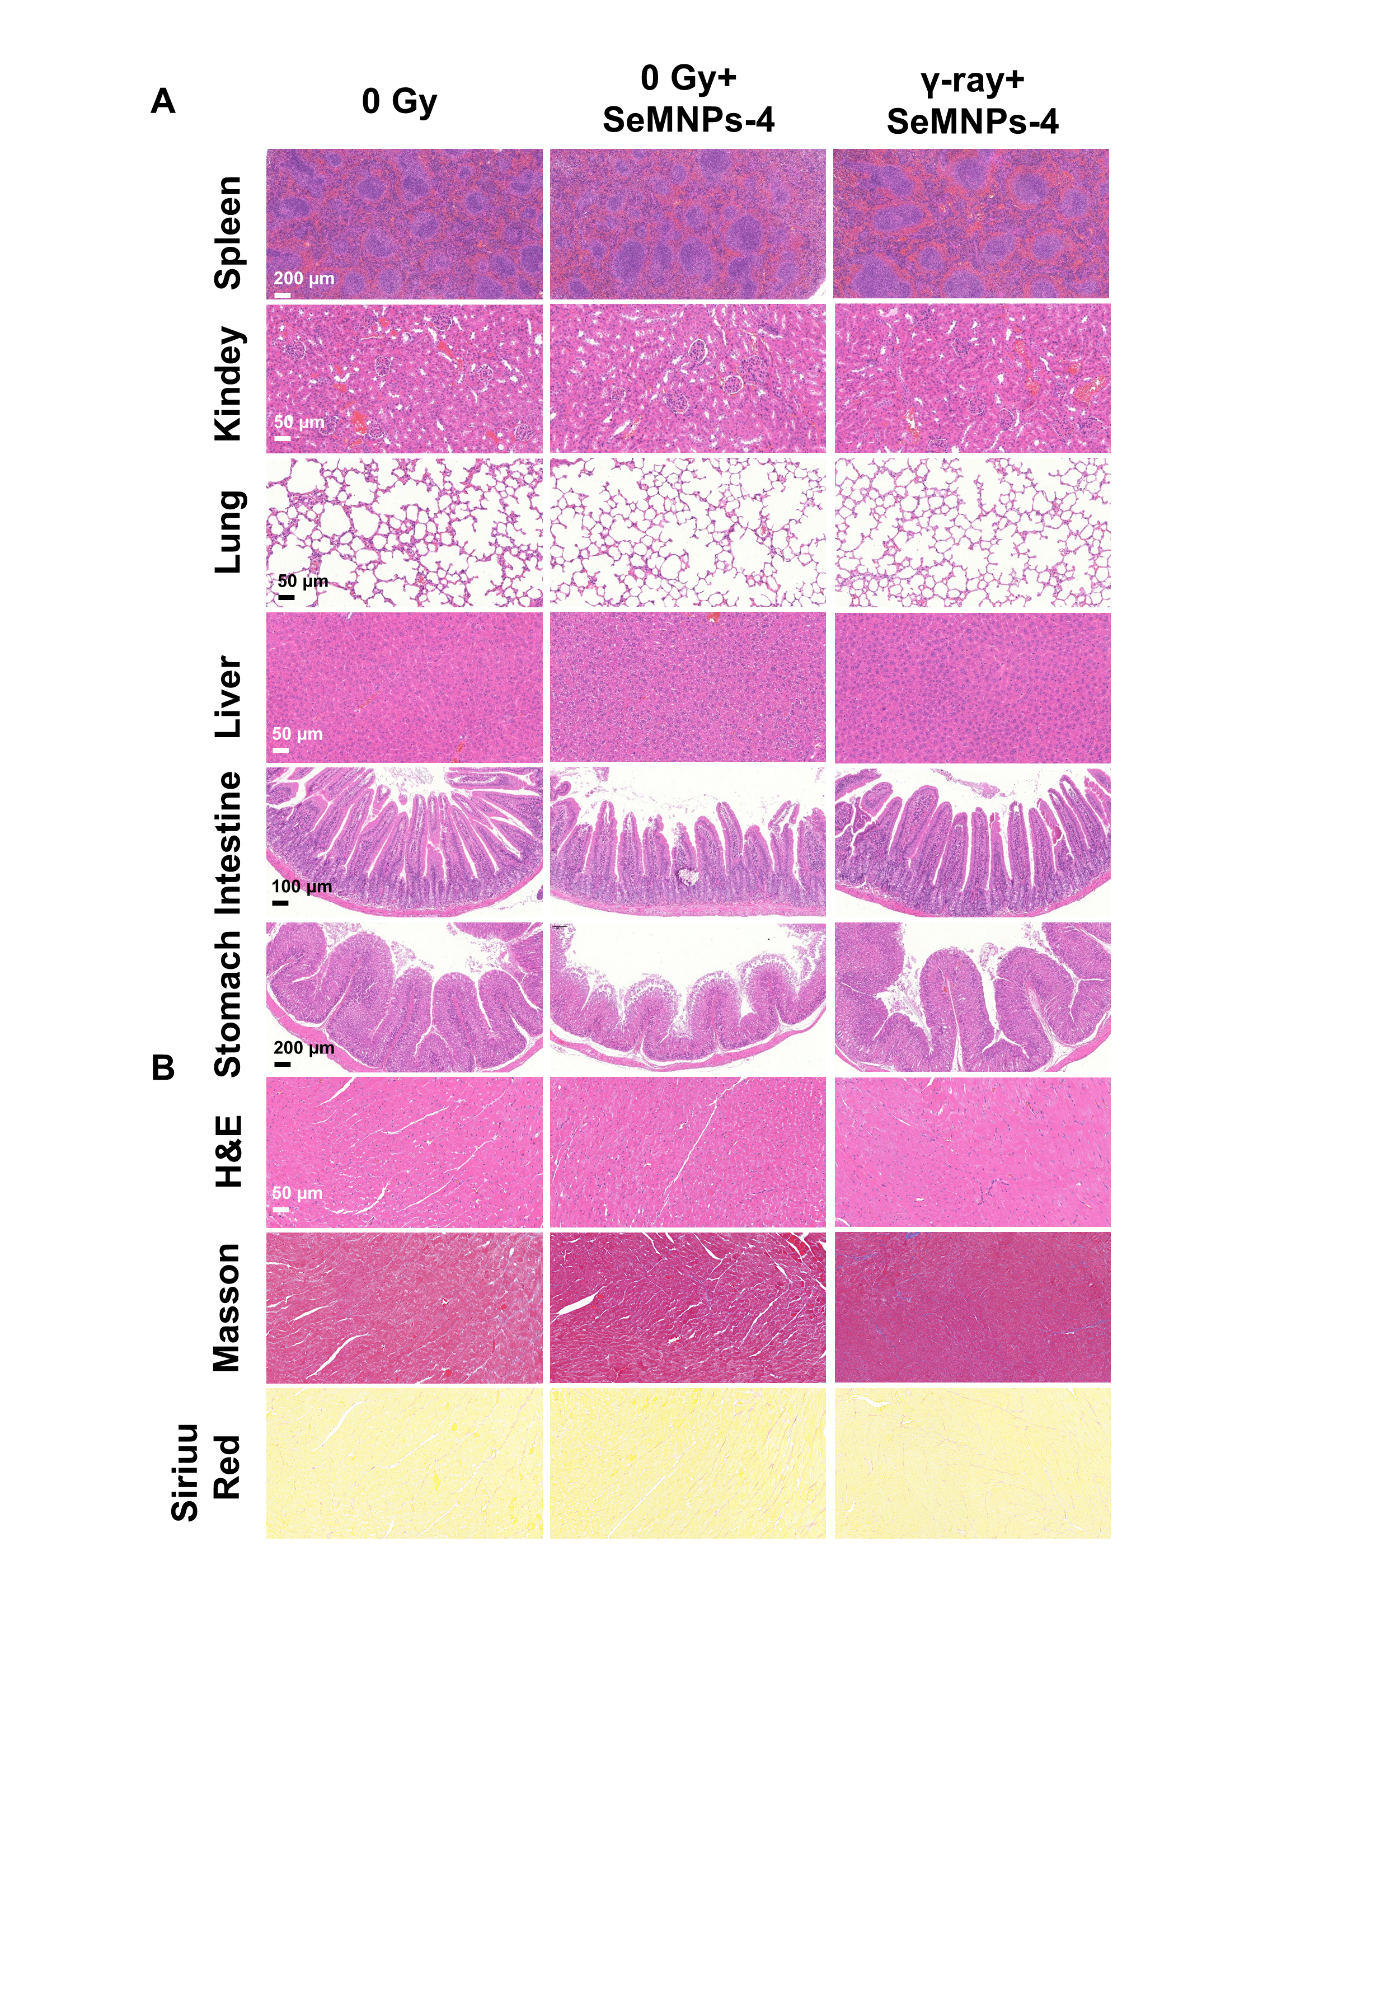 A
0 Gy
0 Gy+
SeMNPs-4
γ-ray+
SeMNPs-4
Spleen
200 μm
Kindey
50 μm
Lung
50 μm
Liver
50 μm
Intestine
100 μm
Stomach
200 μm
B
H&E
50 μm
Masson
Siriuu
Red